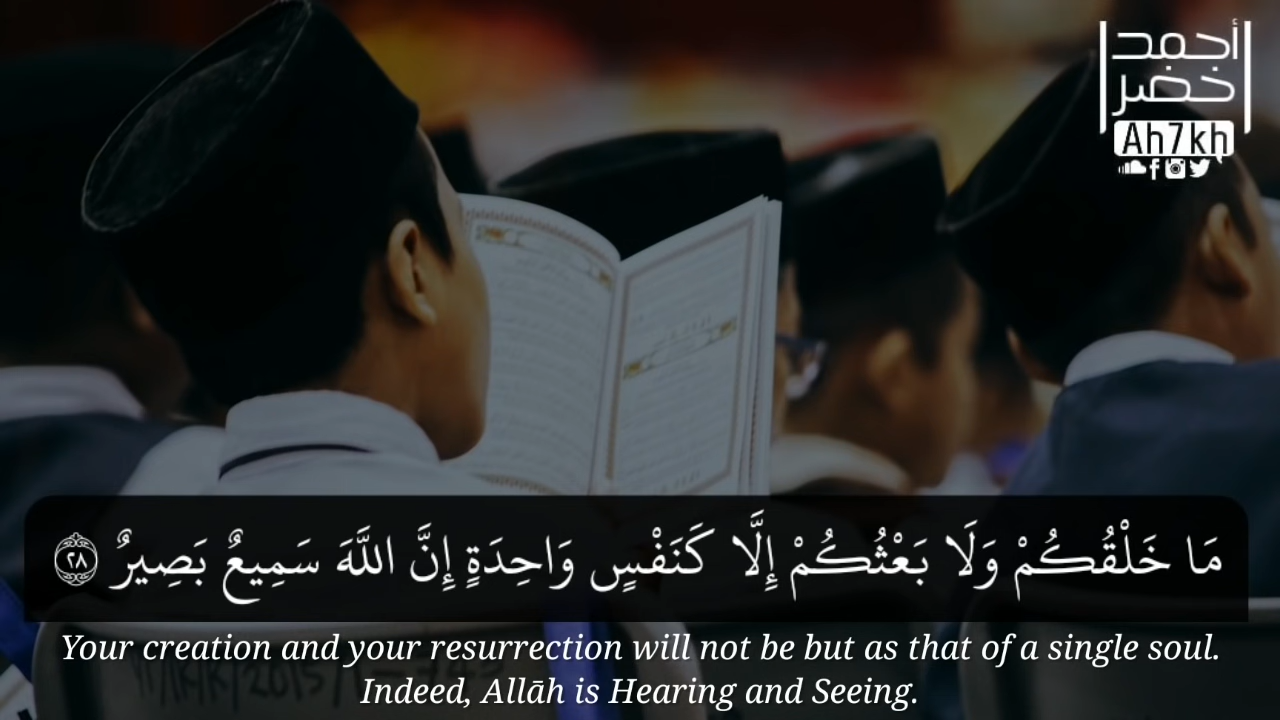 أحمد
خضر
Ah7kh
مَا خَلْقُكُمْ وَلَا بَعْثُكُمْ إِلَّا كَنَفْسٍ وَاحِدَةٍ إِنَّ اللَّهَ سَمِيعٌ بَصِيرٌ ٢٨
Your creation and your resurrection will not be but as that of a single soul.
Indeed, Allāh is Hearing and Seeing.